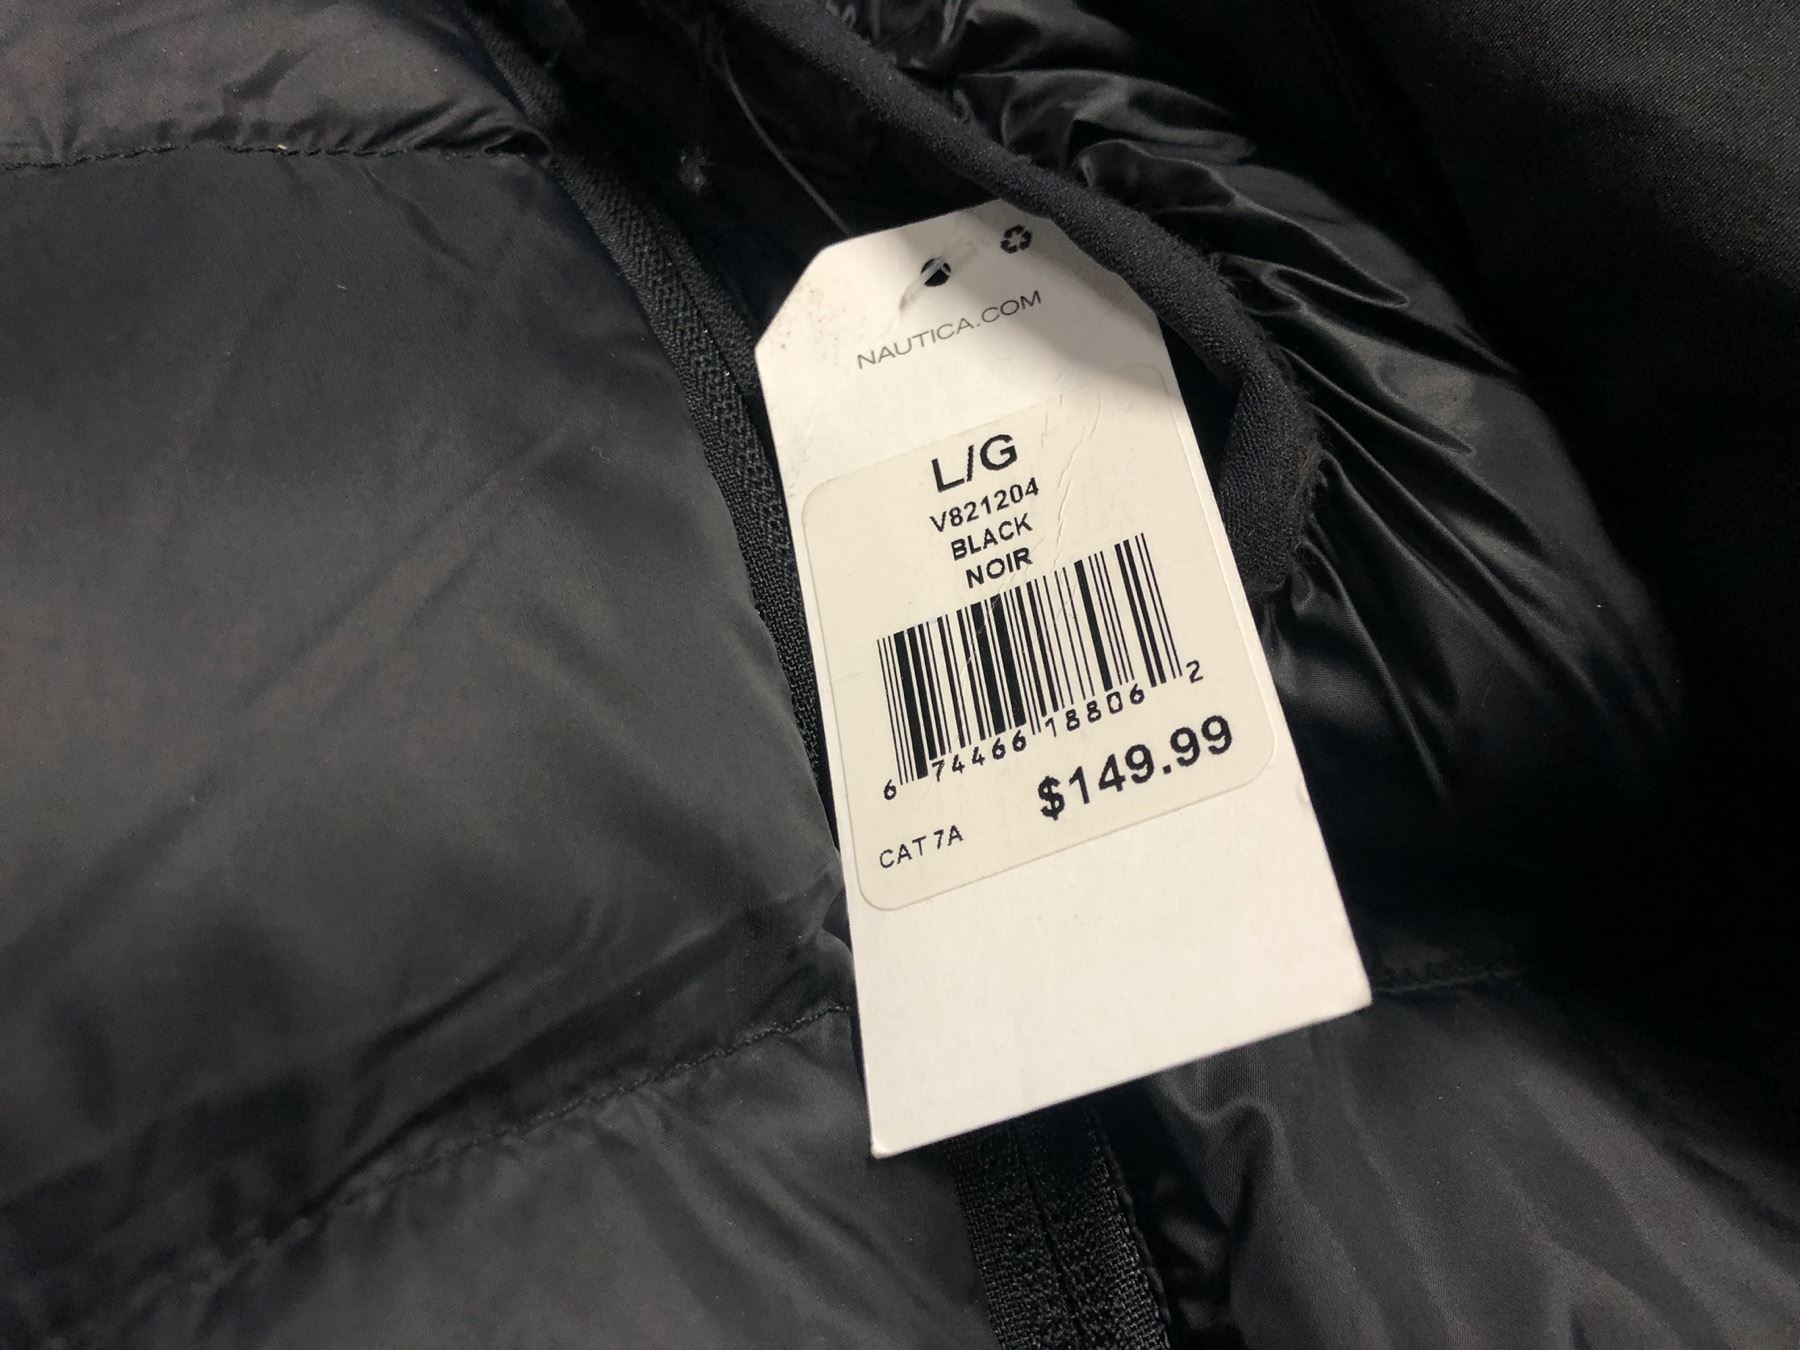 NAUTICA.COM
L/G
V821204
BLACK
NOIR
6 74466 18806 2
$149.99
CAT 7A